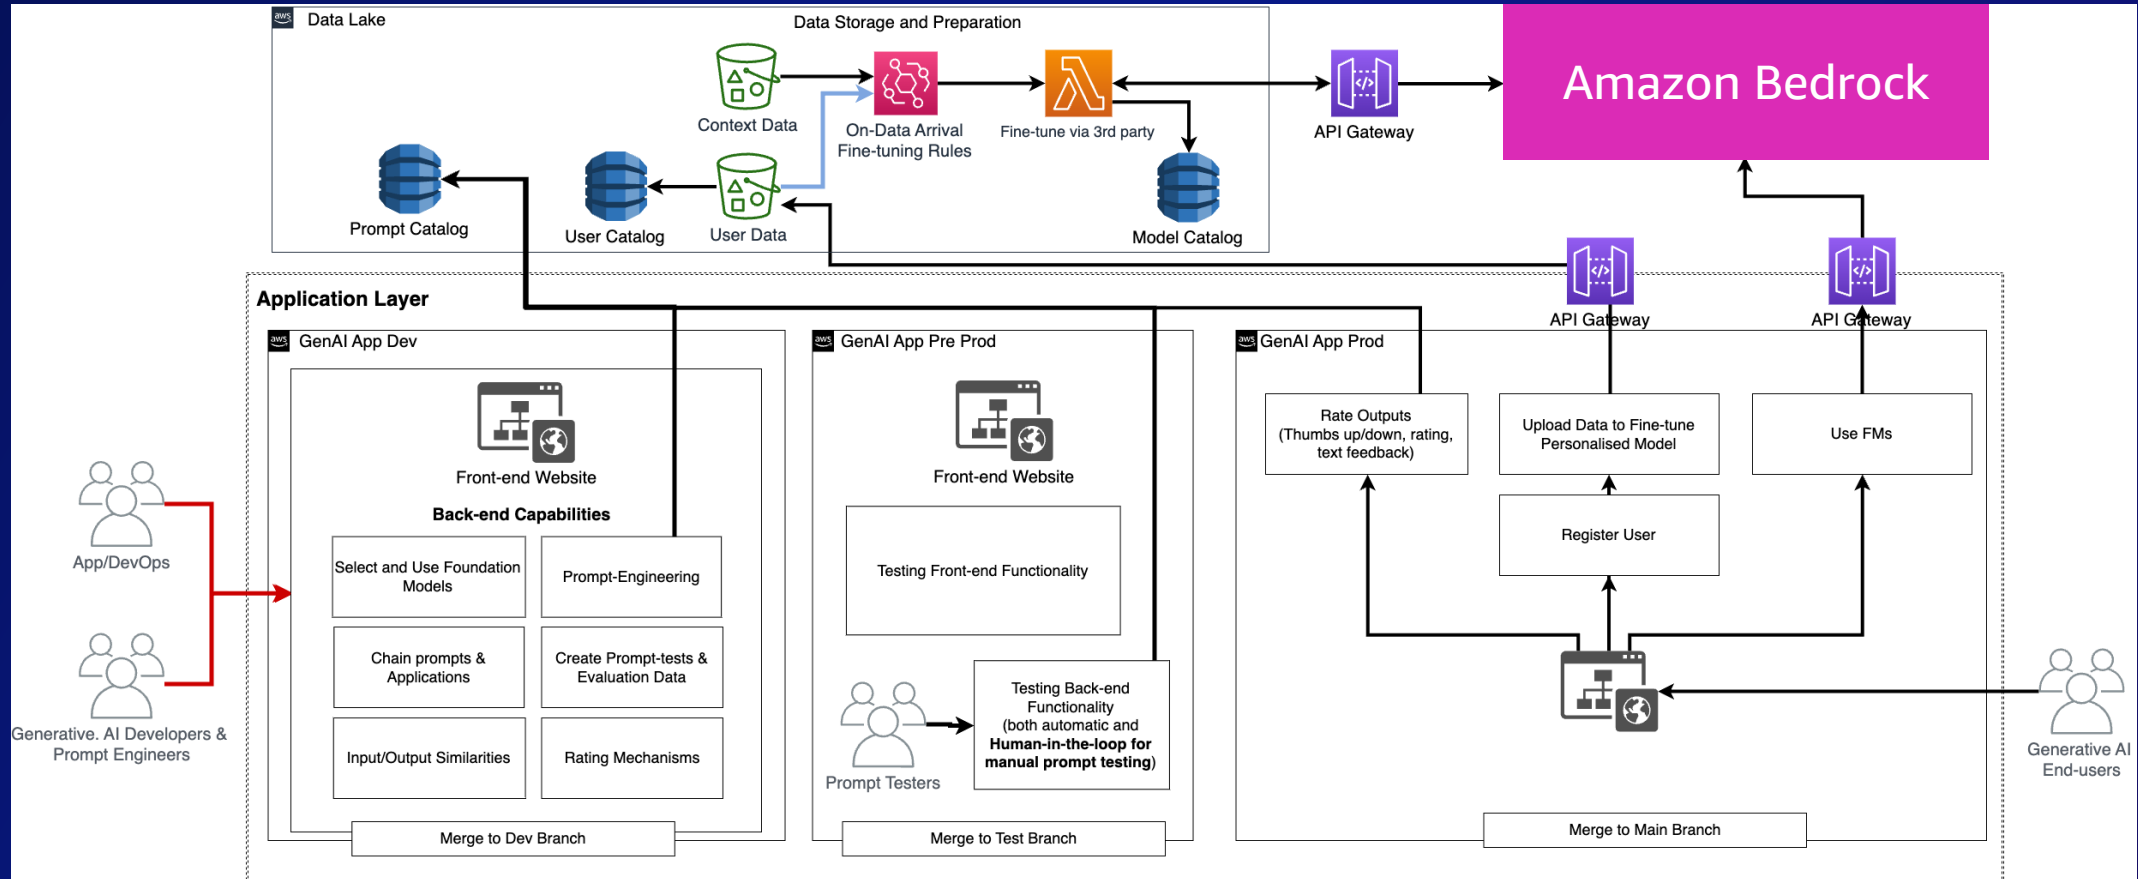 aws
Data Lake
Data Storage and Preparation
Amazon Bedrock
Context Data
On-Data Arrival
Fine-tuning Rules
Fine-tune via 3rd party
API Gateway
Prompt Catalog
User Catalog
User Data
Model Catalog
Application Layer
API Gateway
API Gateway
aws
GenAI App Dev
Front-end Website
Back-end Capabilities
Select and Use Foundation
Models
Prompt-Engineering
Chain prompts &
Applications
Create Prompt-tests &
Evaluation Data
Input/Output Similarities
Rating Mechanisms
Merge to Dev Branch
App/DevOps
Generative. AI Developers &
Prompt Engineers
aws
GenAI App Pre Prod
Front-end Website
Testing Front-end Functionality
Testing Back-end
Functionality
(both automatic and
Human-in-the-loop for
manual prompt testing)
Prompt Testers
Merge to Test Branch
aws
GenAI App Prod
Rate Outputs
(Thumbs up/down, rating,
text feedback)
Upload Data to Fine-tune
Personalised Model
Use FMs
Register User
Merge to Main Branch
Generative AI
End-users